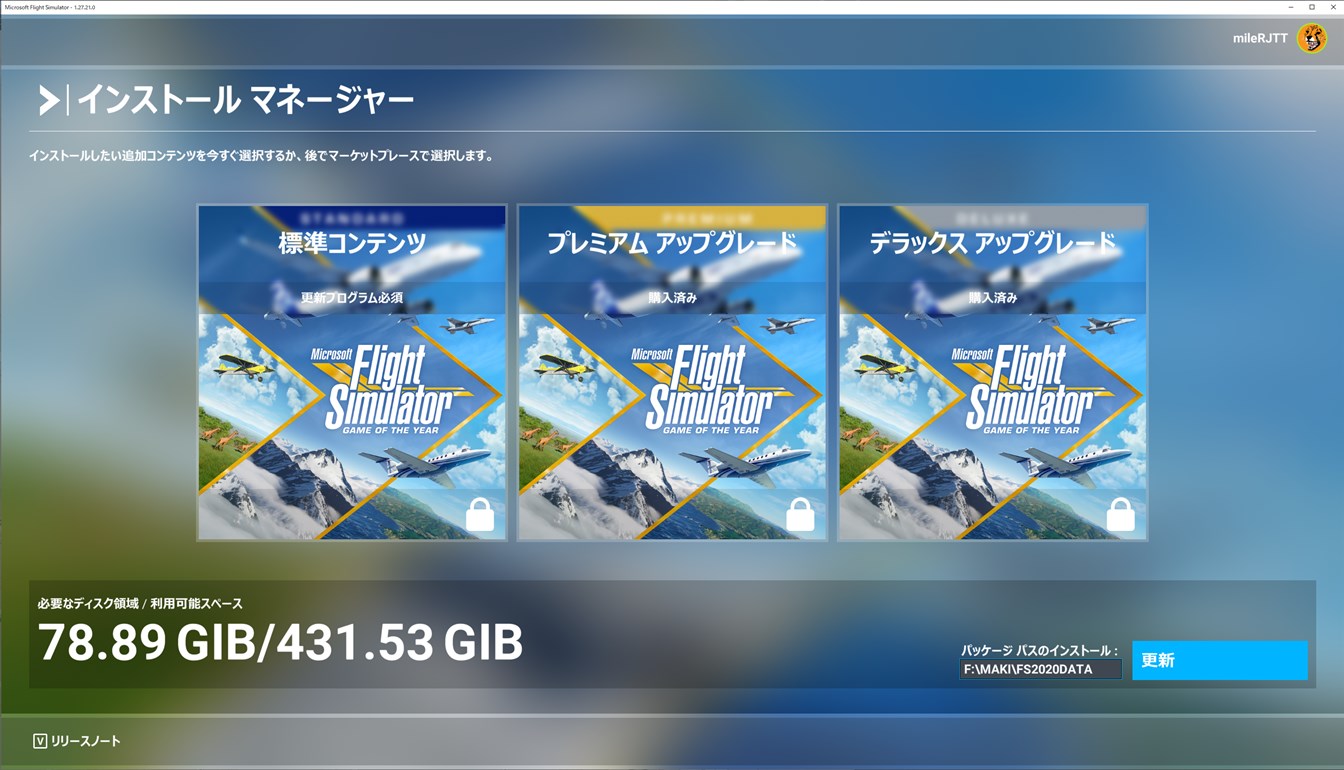 Microsoft Flight Simulator - 1.27.21.0
mileRJTT
インストール マネージャー
インストールしたい追加コンテンツを今すぐ選択するか、後でマーケットプレースで選択します。
STANDARD
標準コンテンツ
更新プログラム必須
Microsoft
Flight
Simulator
GAME OF THE YEAR
PREMIUM
プレミアム アップグレード
購入済み
Microsoft
Flight
Simulator
GAME OF THE YEAR
DELUXE
デラックス アップグレード
購入済み
Microsoft
Flight
Simulator
GAME OF THE YEAR
必要なディスク領域 / 利用可能スペース
78.89 GIB/431.53 GIB
パッケージ パスのインストール :
F:\MAKI\FS2020DATA
更新
V リリースノート